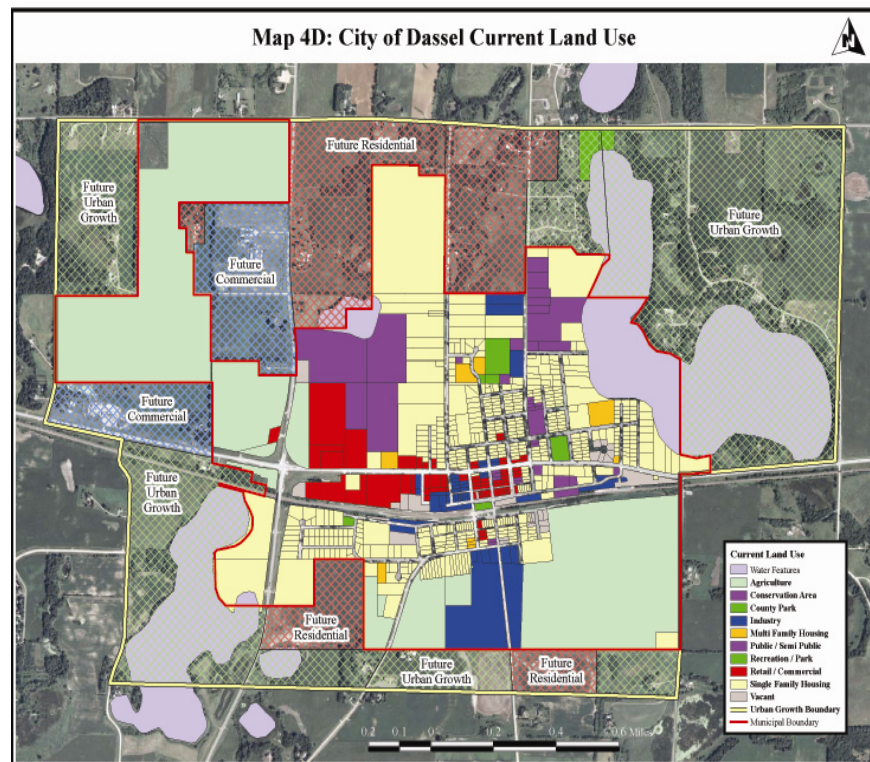 Map 4D: City of Dassel Current Land Use
N
Future Residential
Future
Urban
Growth
Future
Urban Growth
Future
Commercial
Future
Commercial
Future
Urban
Growth
Future
Residential
Future
Urban Growth
Future
Residential
Current Land Use
Water Features
Agriculture
Conservation Area
County Park
Industry
Multi Family Housing
Public / Semi Public
Recreation / Park
Retail / Commercial
Single Family Housing
Vacant
Urban Growth Boundary
Municipal Boundary
0.2 0.1 0 0.2 0.4 0.6 Miles